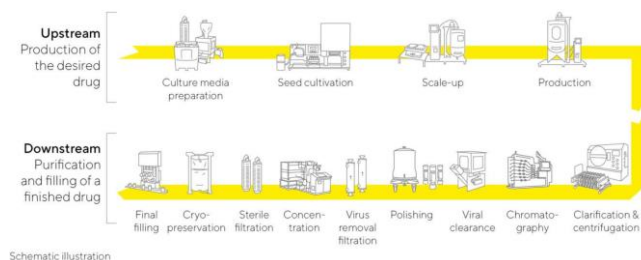 Upstream
Production of
the desired
drug
Culture media
preparation
Seed cultivation
Scale-up
Production
Downstream
Purification
and filling of a
finished drug
Final
filling
Cryo-
preservation
Sterile
filtration
Concen-
tration
Virus
removal
filtration
Polishing
Viral
clearance
Chromato-
graphy
Clarification &
centrifugation
Schematic illustration